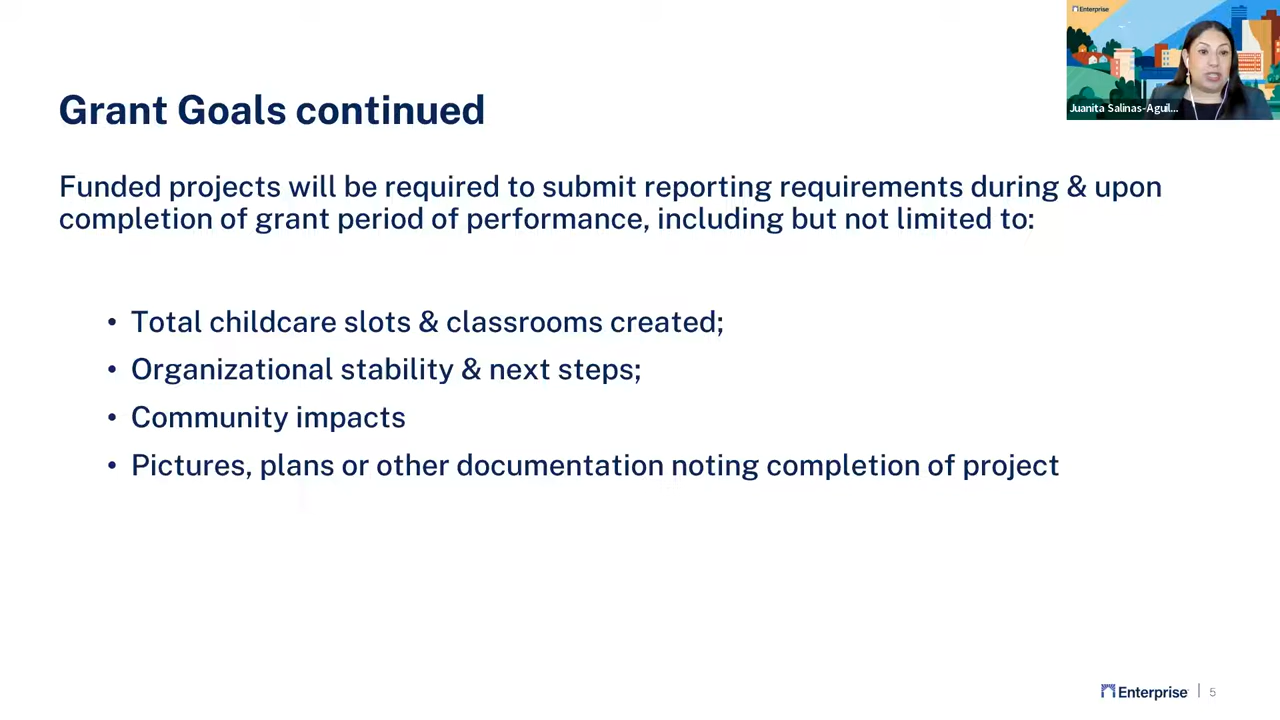 Enterprise
Juanita Salinas-Aguil...
Grant Goals continued
Funded projects will be required to submit reporting requirements during & upon
completion of grant period of performance, including but not limited to:
• Total childcare slots & classrooms created;
• Organizational stability & next steps;
• Community impacts
• Pictures, plans or other documentation noting completion of project
Enterprise | 5